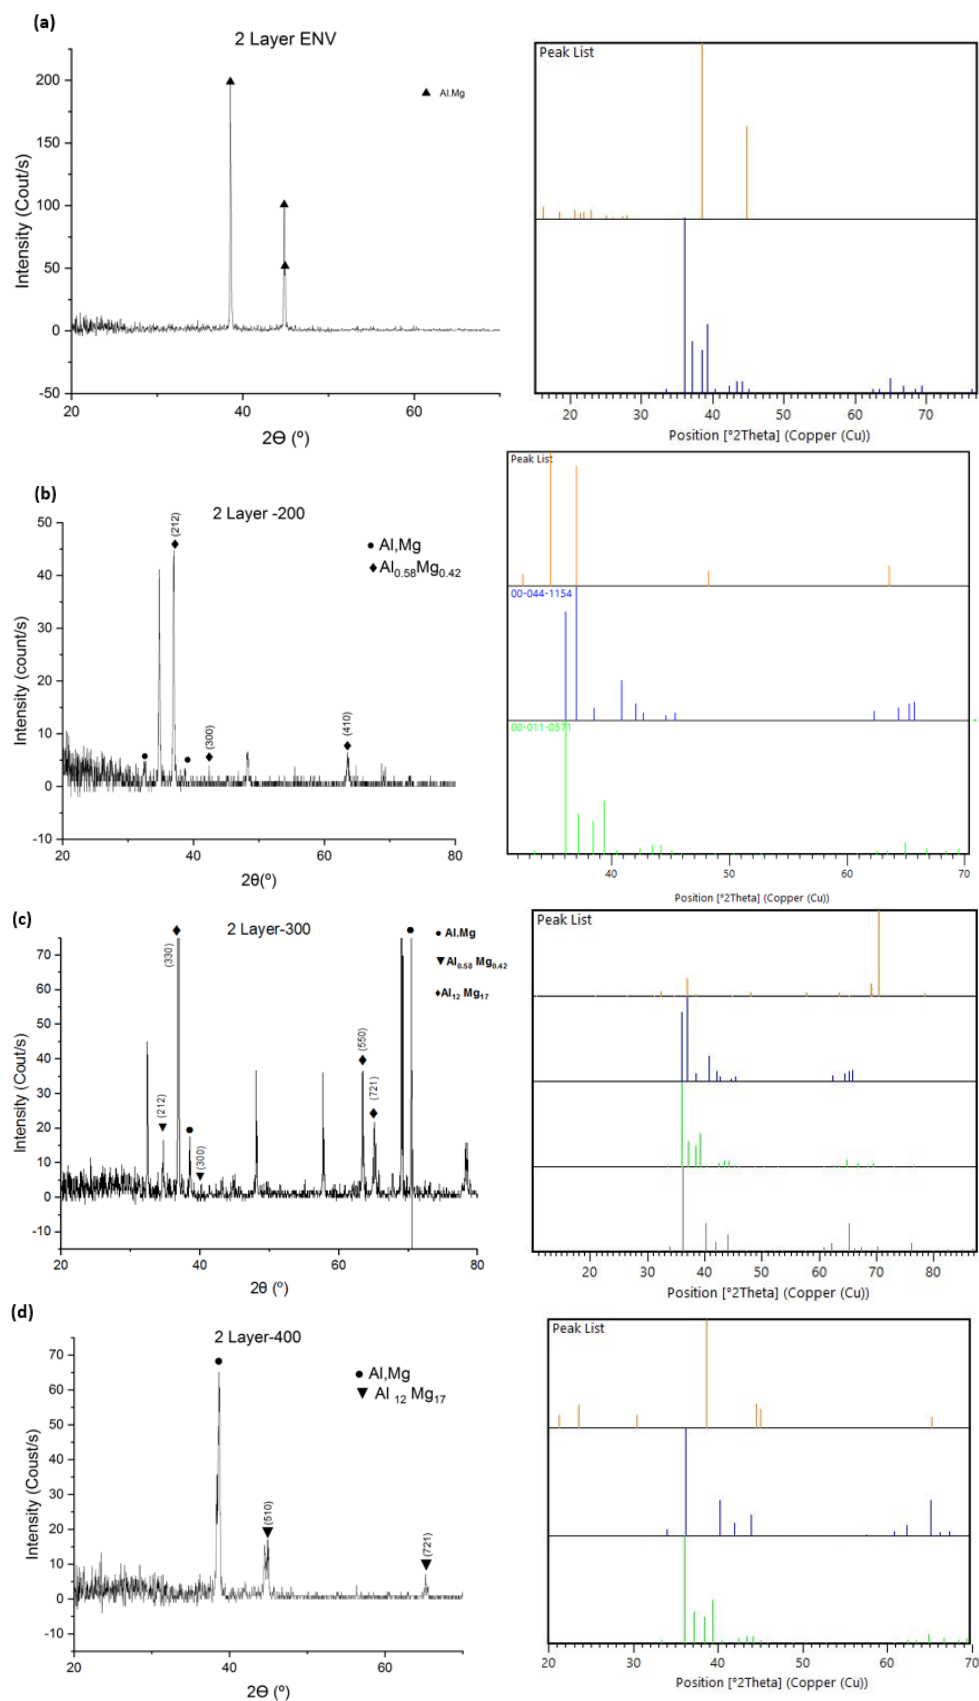 (a)
2 Layer ENV
Al.Mg
Intensity (Cout/s)
200
150
100
50
0
-50
20
40
60
2Θ (º)
Peak List
20
30
40
50
60
70
Position [°2Theta] (Copper (Cu))
(b)
2 Layer -200
Al,Mg
Al0.58Mg0.42
(212)
(300)
(410)
Intensity (count/s)
50
40
30
20
10
0
-10
20
40
60
80
2θ(º)
Peak List
00-044-1154
00-011-0571
40
50
60
70
Position [°2Theta] (Copper (Cu))
(c)
2 Layer-300
Al.Mg
Al0.58 Mg0.42
Al12 Mg17
(330)
(212)
(300)
(550)
(721)
Intensity (Cout/s)
70
60
50
40
30
20
10
0
-10
20
40
60
80
2θ (º)
Peak List
20
30
40
50
60
70
80
Position [°2Theta] (Copper (Cu))
(d)
2 Layer-400
Al,Mg
Al 12 Mg17
(510)
(721)
Intensity (Coust/s)
70
60
50
40
30
20
10
0
-10
20
40
60
2Θ (º)
Peak List
20
30
40
50
60
70
Position [°2Theta] (Copper (Cu))